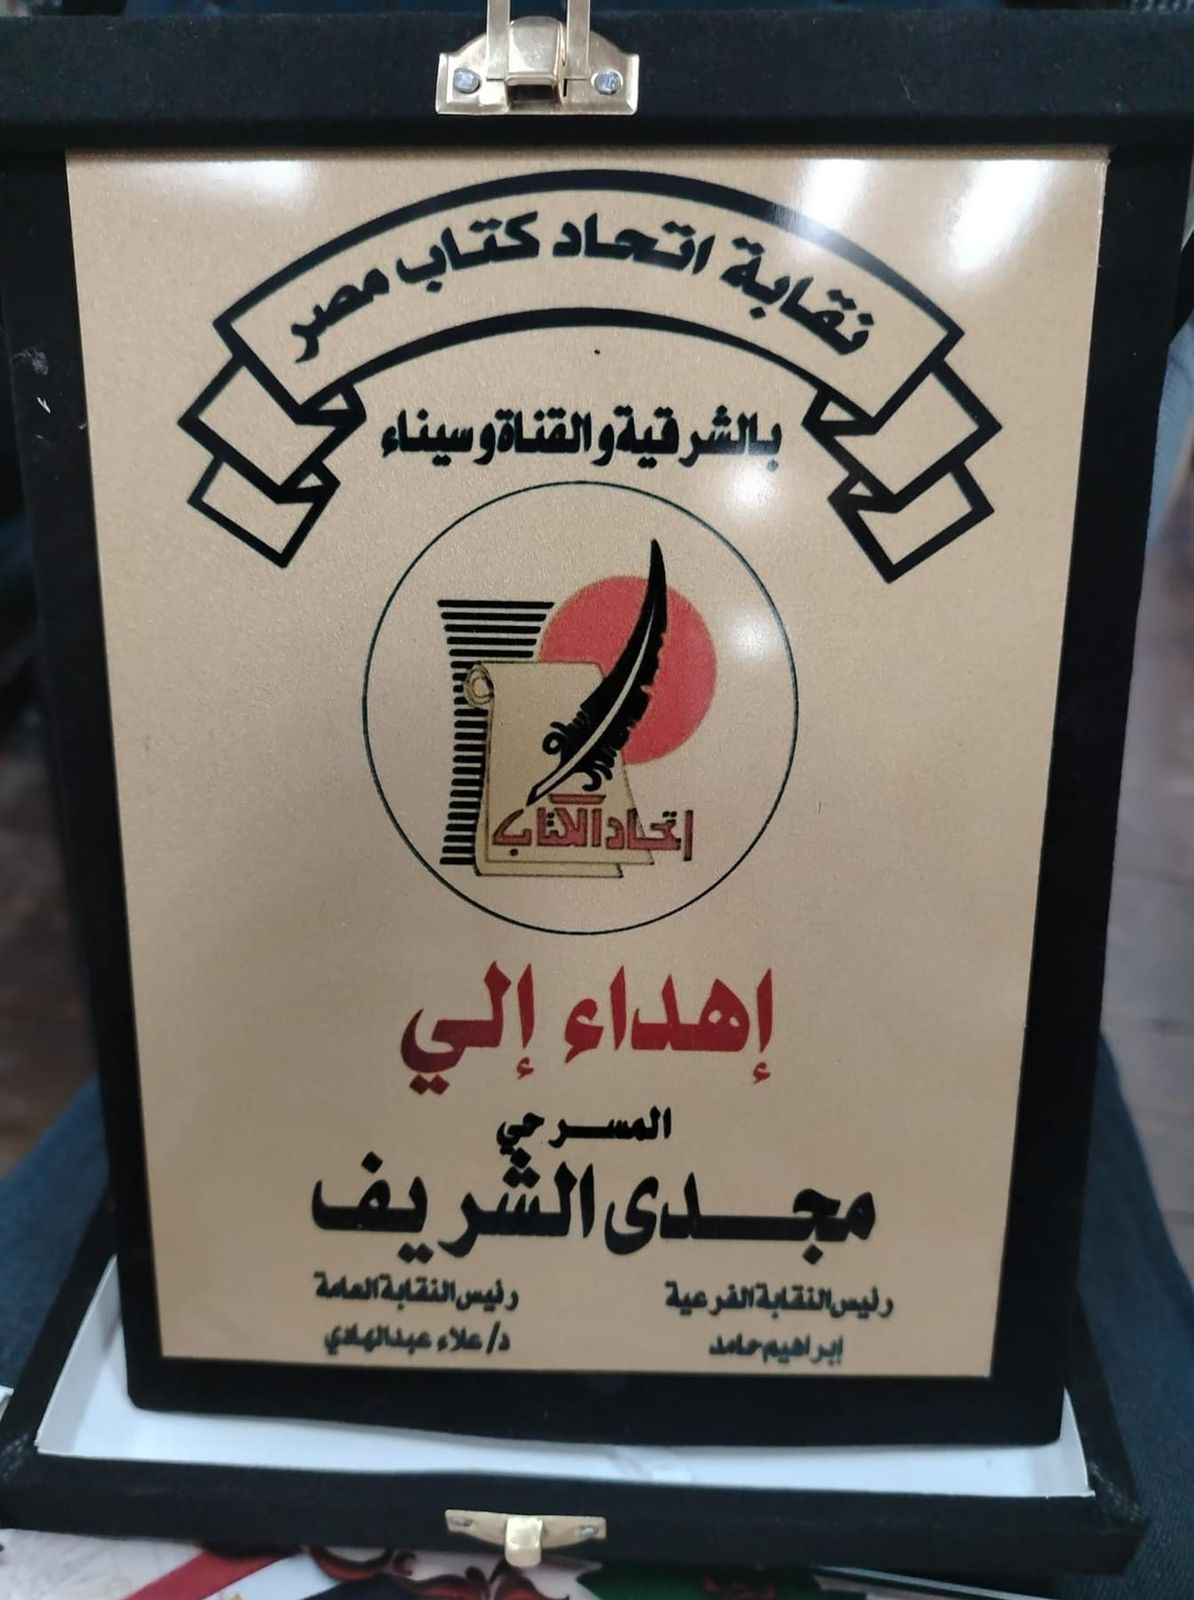 نقابة اتحاد كتاب مصر
بالشرقية والقناة وسيناء
اتحاد الكتاب
إهداء إلي
المسرحي
مجدى الشريف
رئيس النقابة الفرعية
إبراهيم حامد
رئيس النقابة العامة
د/ علاء عبدالهادي